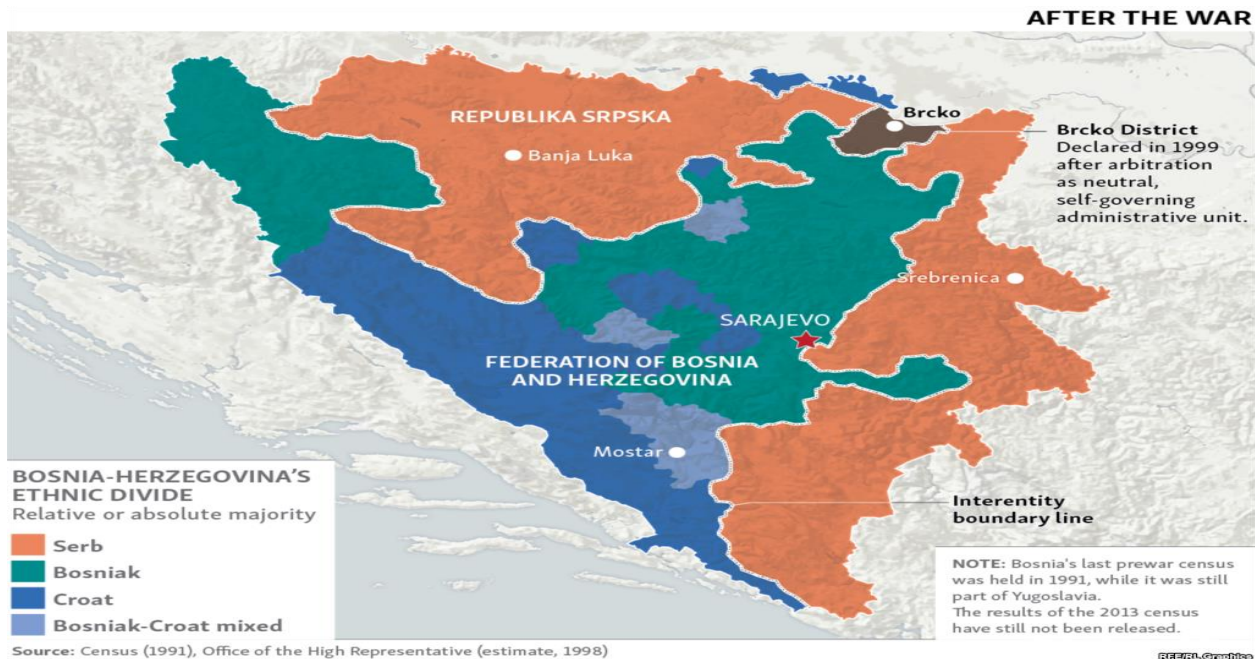 AFTER THE WAR
REPUBLIKA SRPSKA
Banja Luka
Brcko
Brcko District
Declared in 1999
after arbitration
as neutral,
self-governing
administrative unit.
Srebrenica
SARAJEVO
FEDERATION OF BOSNIA
AND HERZEGOVINA
Mostar
Interentity
boundary line
BOSNIA-HERZEGOVINA'S
ETHNIC DIVIDE
Relative or absolute majority
Serb
Bosniak
Croat
Bosniak-Croat mixed
NOTE: Bosnia's last prewar census
was held in 1991, while it was still
part of Yugoslavia.
The results of the 2013 census
have still not been released.
Source: Census (1991), Office of the High Representative (estimate, 1998)
RFE/RL Graphics